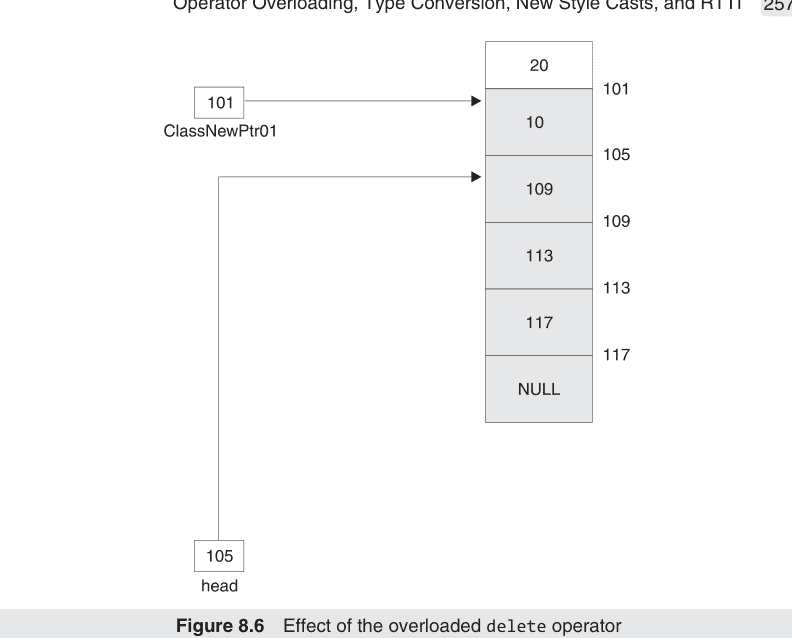 Operator Overloading, Type Conversion, New Style Casts, and RTTI 257
20
101
101
ClassNewPtr01
10
105
109
109
113
113
117
117
NULL
105
head
Figure 8.6 Effect of the overloaded delete operator